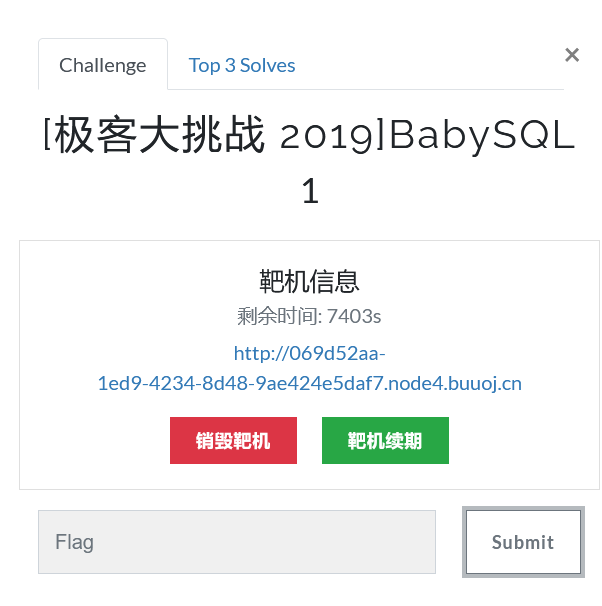 Challenge
Top 3 Solves
×
[极客大挑战 2019]BabySQL
1
靶机信息
剩余时间: 7403s
http://069d52aa-
1ed9-4234-8d48-9ae424e5daf7.node4.buuoj.cn
销毁靶机
靶机续期
Flag
Submit